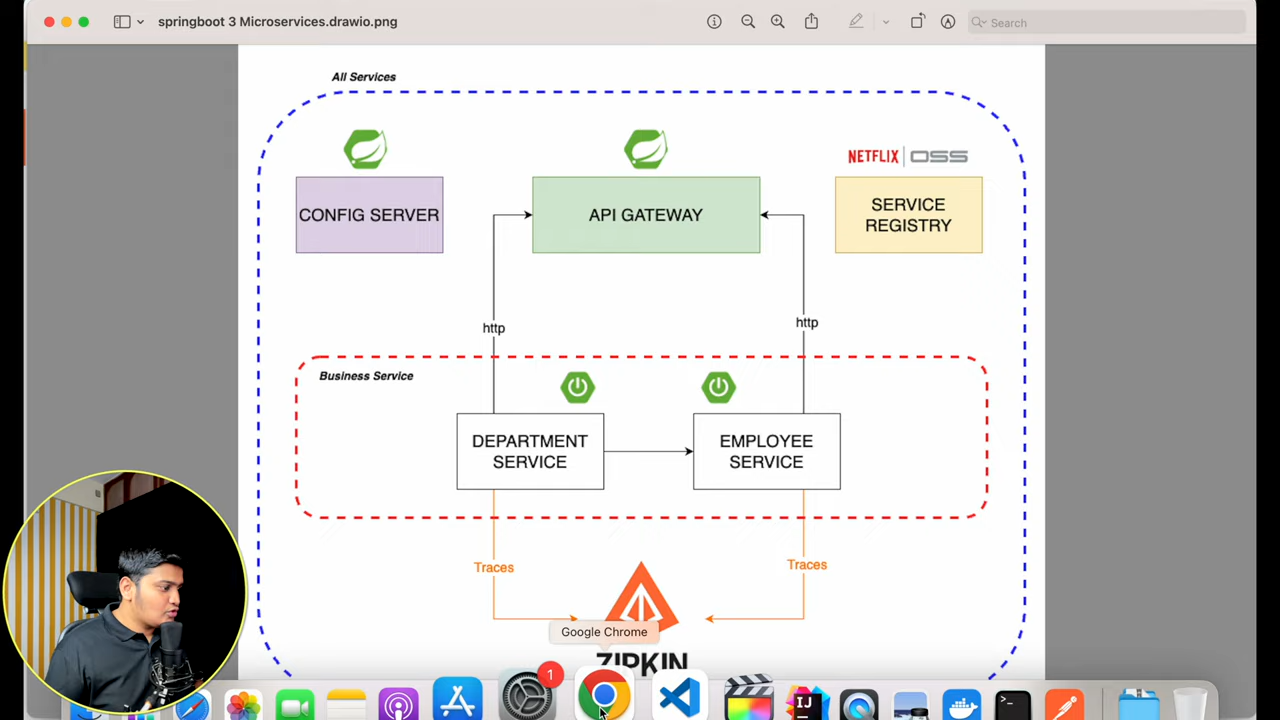 springboot 3 Microservices.drawio.png
Search
All Services
NETFLIX OSS
CONFIG SERVER
API GATEWAY
SERVICE
REGISTRY
http
http
Business Service
DEPARTMENT
SERVICE
EMPLOYEE
SERVICE
Traces
Traces
Google Chrome
ZIPKIN
1
IJ
>_